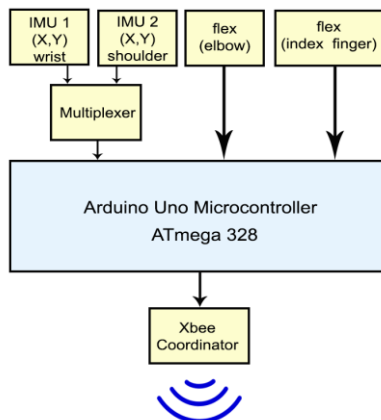 IMU 1
(X,Y)
wrist
IMU 2
(X,Y)
shoulder
flex
(elbow)
flex
(index finger)
Multiplexer
Arduino Uno Microcontroller
ATmega 328
Xbee
Coordinator